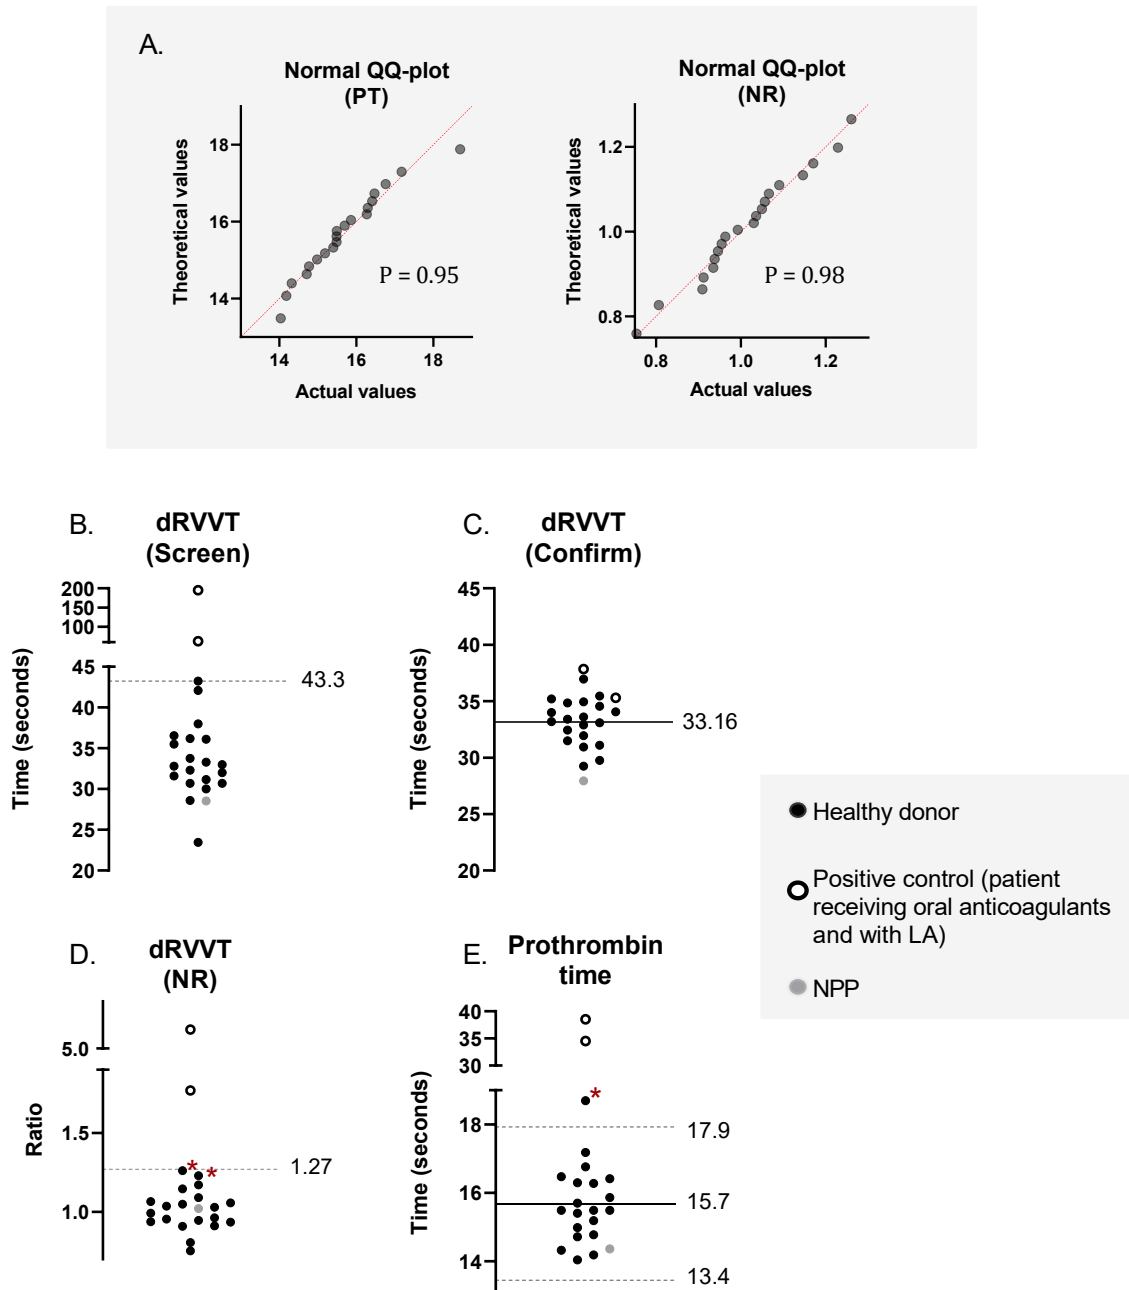 A.
Normal QQ-plot
(PT)
Theoretical values
18
16
14
P = 0.95
14 16 18
Actual values
Normal QQ-plot
(NR)
Theoretical values
1.2
1.0
0.8
P = 0.98
0.8 1.0 1.2
Actual values
B.
dRVVT
(Screen)
Time (seconds)
200
150
100
45
40
35
30
25
20
43.3
C.
dRVVT
(Confirm)
Time (seconds)
45
40
35
30
25
20
33.16
Healthy donor
Positive control (patient
receiving oral anticoagulants
and with LA)
NPP
D.
dRVVT
(NR)
Ratio
5.0
1.5
1.0
* *
1.27
E.
Prothrombin
time
Time (seconds)
40
35
30
18
16
14
*
17.9
15.7
13.4